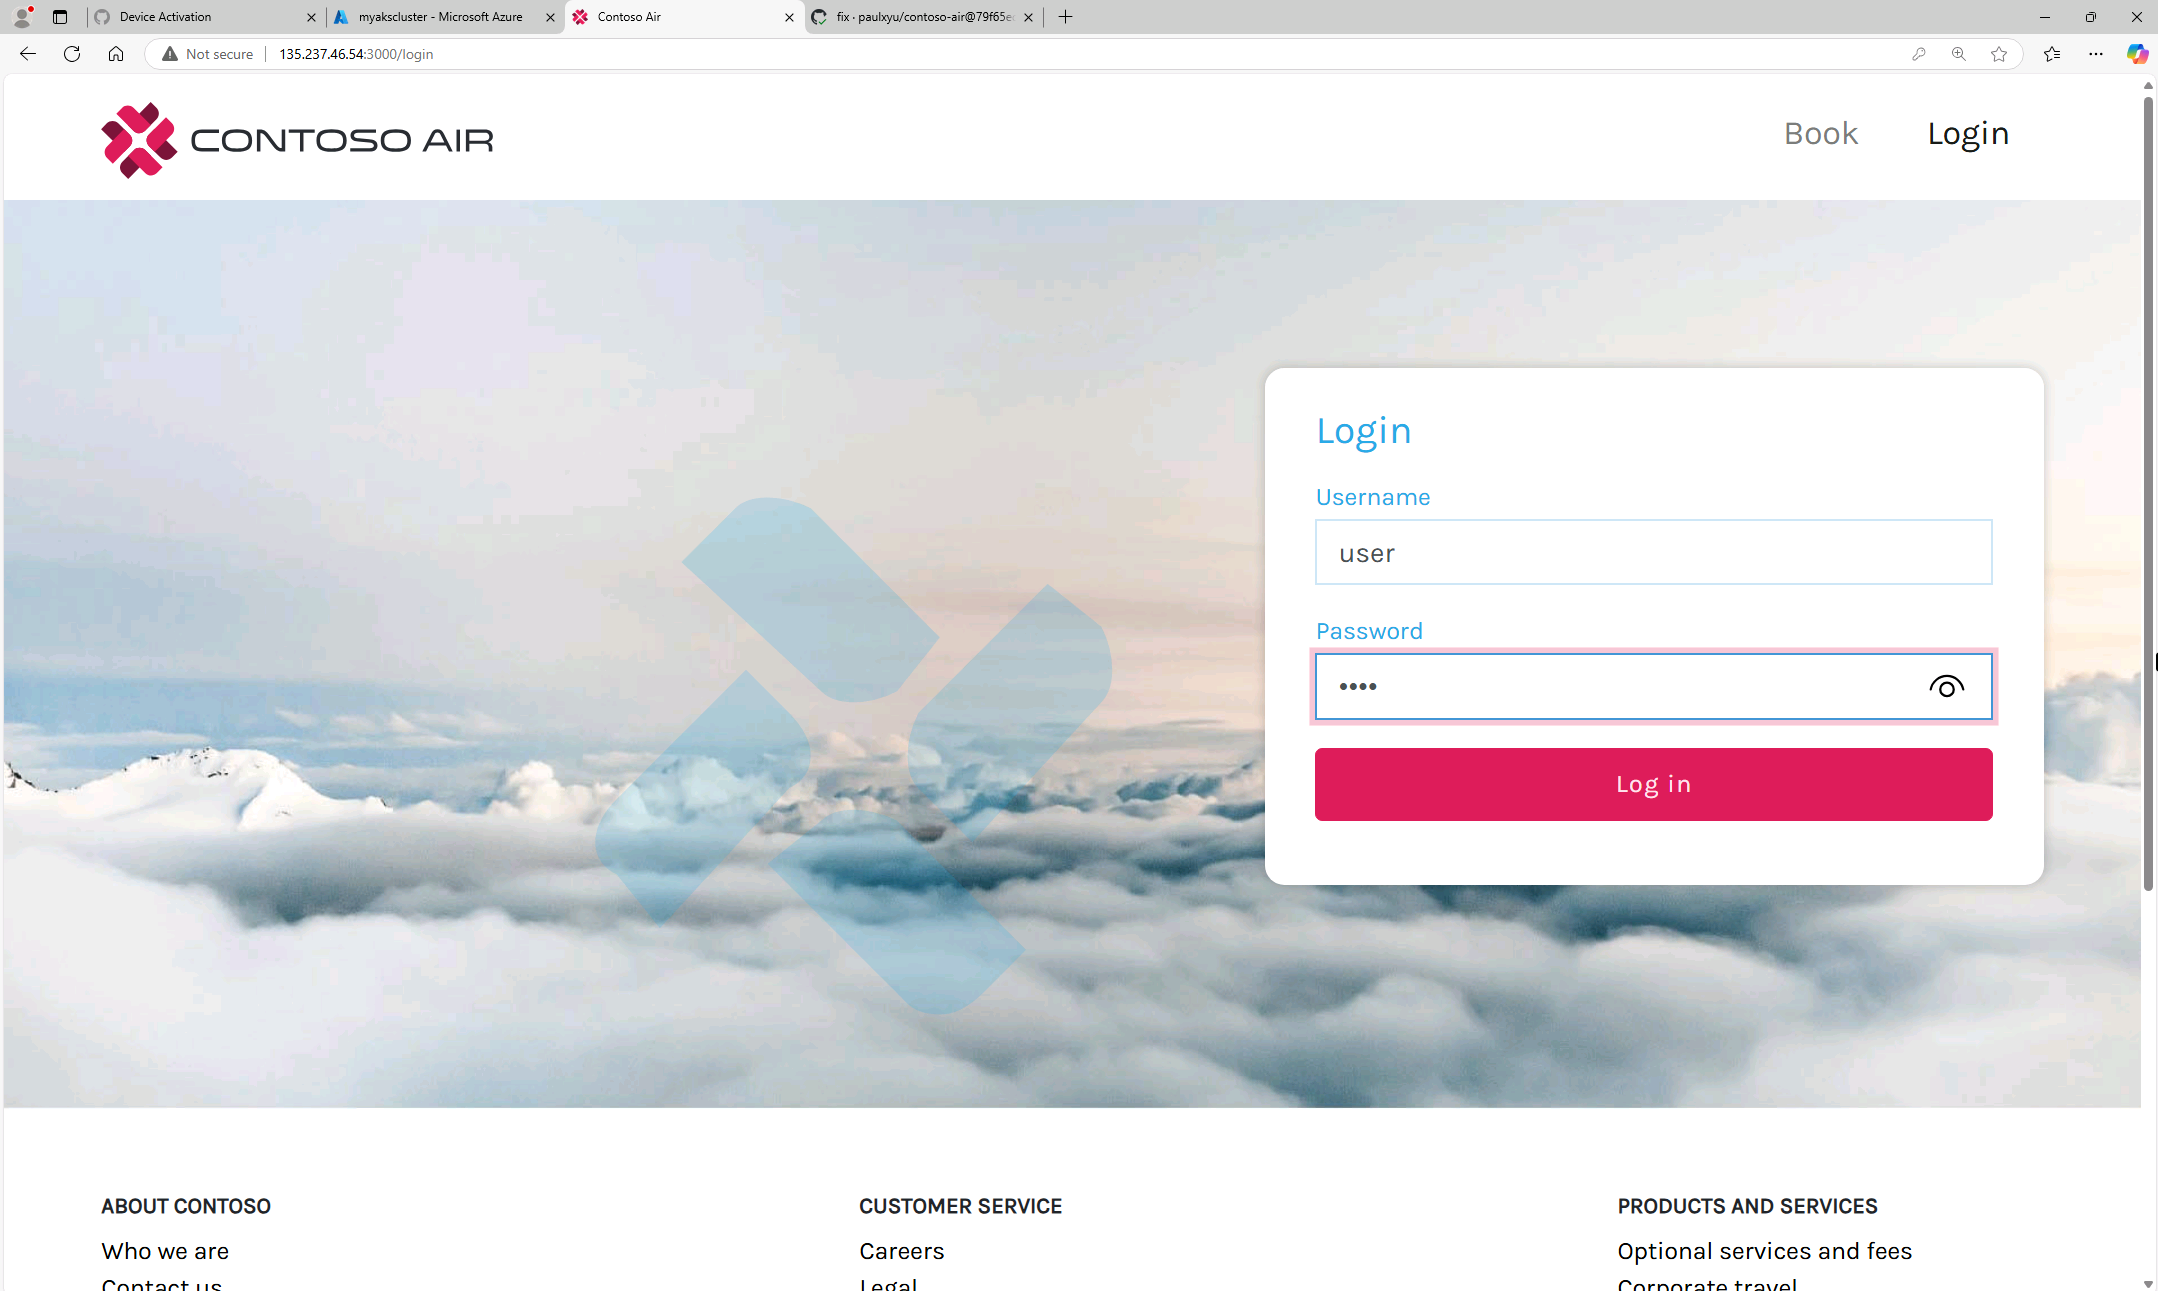 Device Activation
myakscluster - Microsoft Azure
Contoso Air
fix · paulxyu/contoso-air@79f65e
Not secure
135.237.46.54:3000/login
CONTOSO AIR
Book
Login
Login
Username
user
Password
••••
Log in
ABOUT CONTOSO
CUSTOMER SERVICE
PRODUCTS AND SERVICES
Who we are
Careers
Optional services and fees
Contact us
Legal
Corporate travel